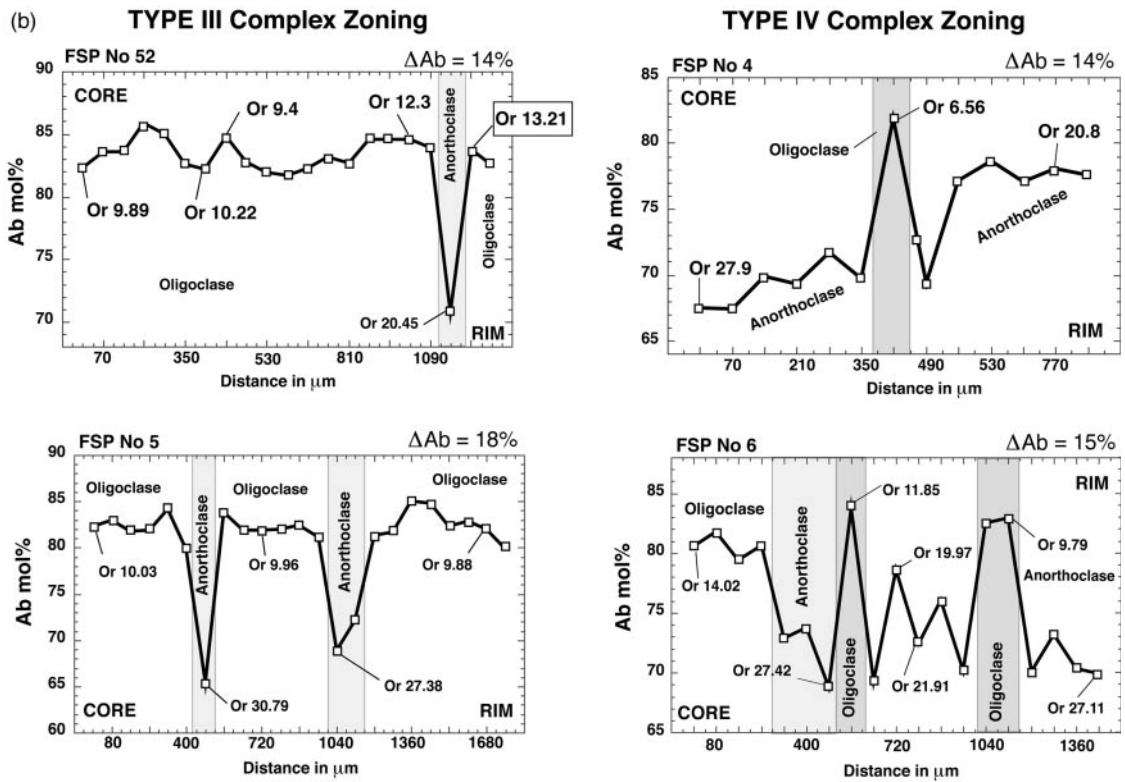 (b)
TYPE III Complex Zoning
TYPE IV Complex Zoning
FSP No 52
ΔAb = 14%
90
85
80
75
70
Ab mol%
CORE
Or 9.4
Or 12.3
Or 13.21
Or 9.89
Or 10.22
Oligoclase
Anorthoclase
Oligoclase
Or 20.45
RIM
70
350
530
810
1090
Distance in μm
FSP No 4
ΔAb = 14%
85
80
75
70
65
Ab mol%
CORE
Or 6.56
Oligoclase
Or 20.8
Or 27.9
Anorthoclase
Anorthoclase
RIM
70
210
350
490
530
770
Distance in μm
FSP No 5
ΔAb = 18%
90
85
80
75
70
65
60
Ab mol%
Oligoclase
Anorthoclase
Oligoclase
Anorthoclase
Oligoclase
Or 10.03
Or 9.96
Or 9.88
Or 27.38
Or 30.79
CORE
RIM
80
400
720
1040
1360
1680
Distance in μm
FSP No 6
ΔAb = 15%
85
80
75
70
65
Ab mol%
RIM
Oligoclase
Or 11.85
Or 14.02
Anorthoclase
Or 19.97
Or 9.79
Anorthoclase
Or 27.42
Oligoclase
Or 21.91
Oligoclase
Or 27.11
CORE
80
400
720
1040
1360
Distance in μm